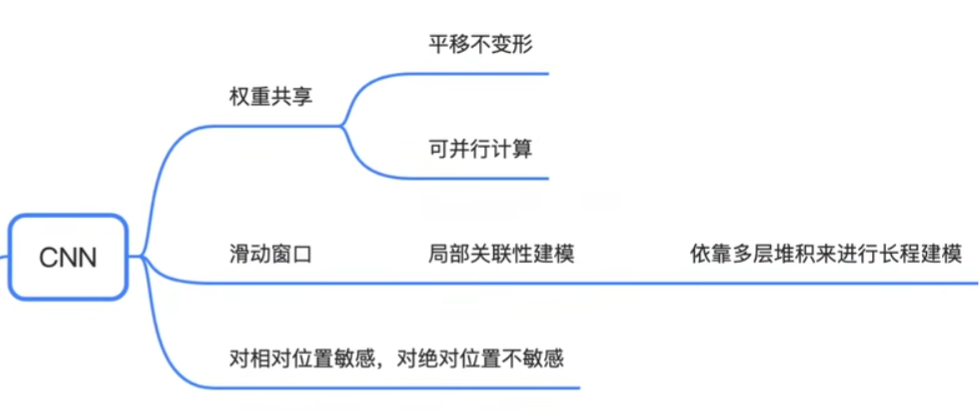 平移不变形
权重共享
可并行计算
CNN
滑动窗口 局部关联性建模 依靠多层堆积来进行长程建模
对相对位置敏感，对绝对位置不敏感